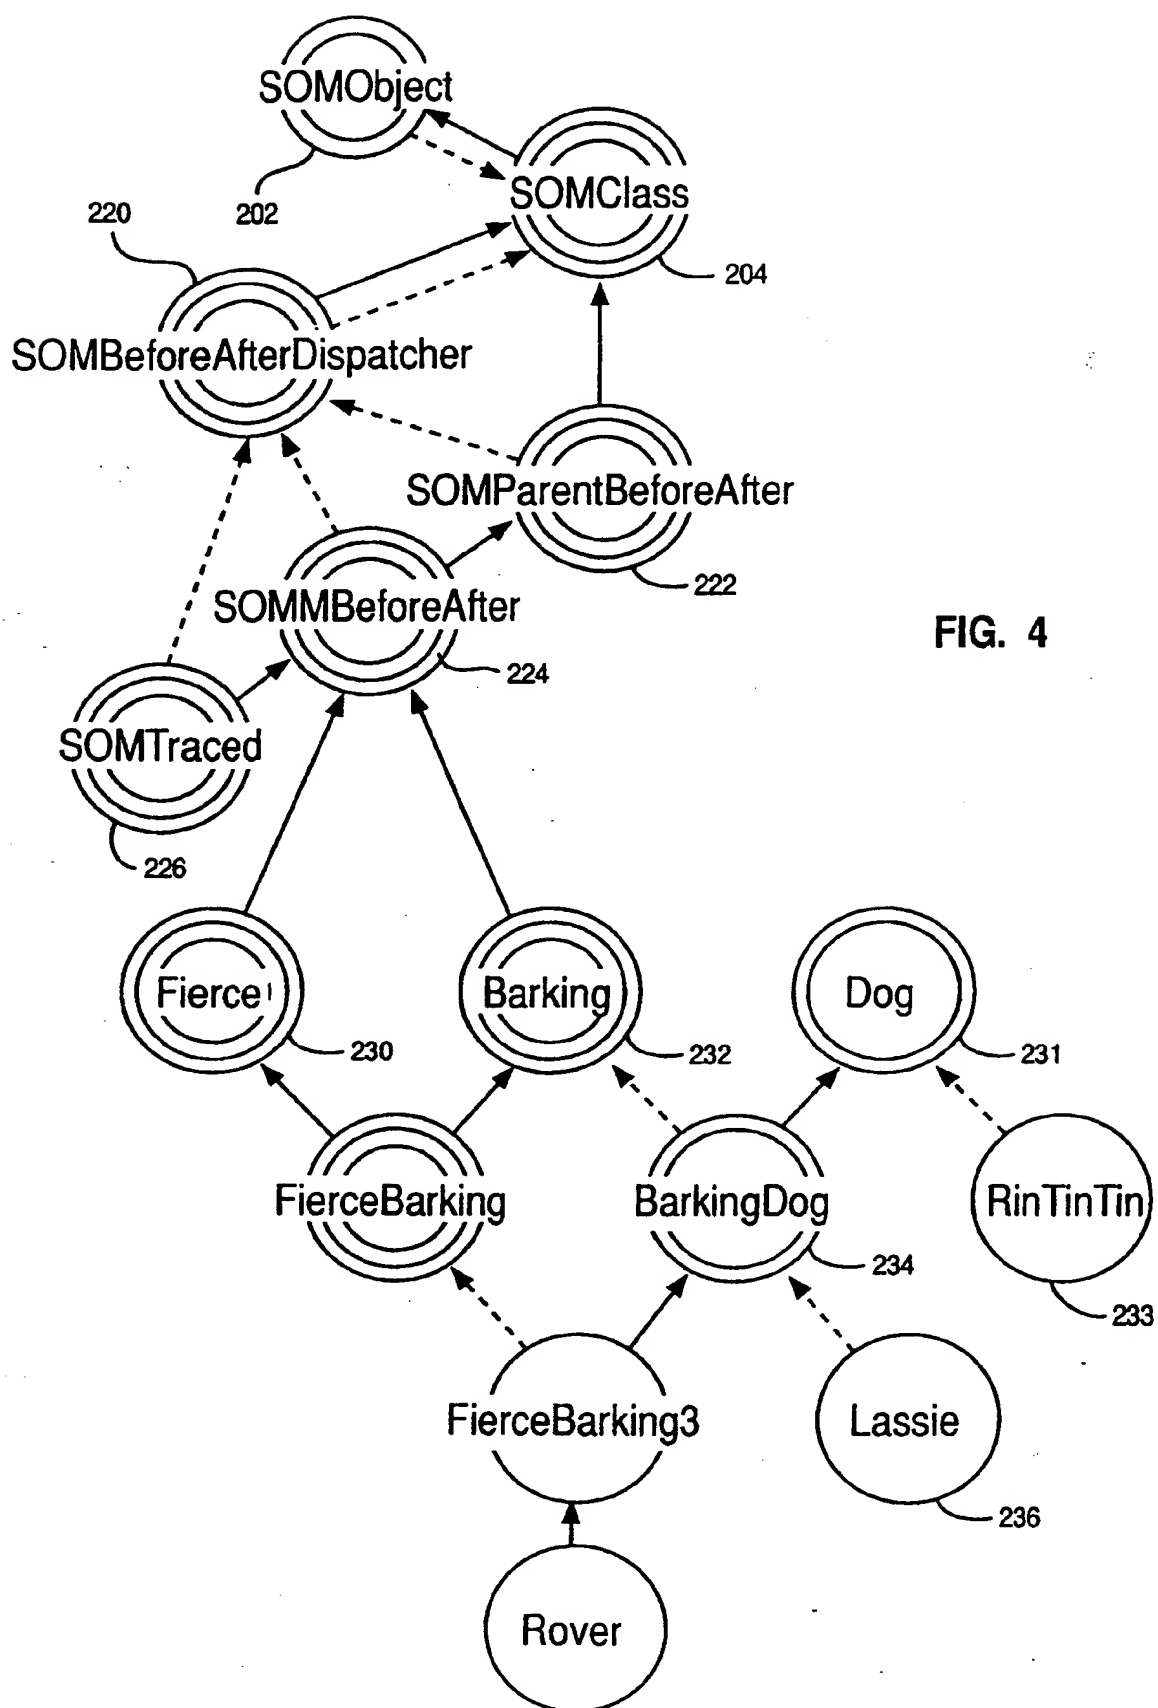 SOMObject
SOMClass
220
202
204
SOMBeforeAfterDispatcher
SOMParentBeforeAfter
222
SOMMBeforeAfter
FIG. 4
224
SOMTraced
226
Fierce
Barking
Dog
230
232
231
FierceBarking
BarkingDog
RinTinTin
234
233
FierceBarking3
Lassie
236
Rover